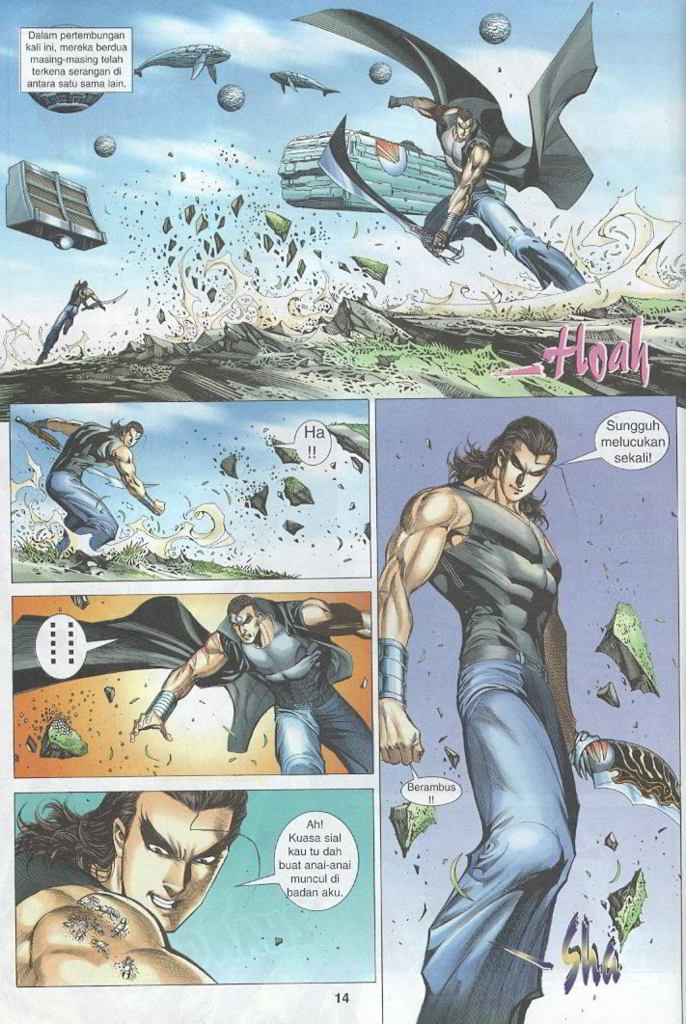 Dalam pertembungan
kali ini, mereka berdua
masing-masing telah
terkena serangan di
antara satu sama lain.
Hoah
Ha
!!
Sungguh
melucukan
sekali!
Berambus
!!
Ah!
Kuasa sial
kau tu dah
buat anai-anai
muncul di
badan aku.
Sha
14